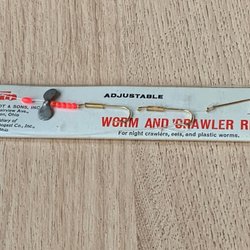 ADJUSTABLE
& SONS, INC.
Ohio
WORM AND CRAWLER R
For night crawlers, eels, and plastic worms.